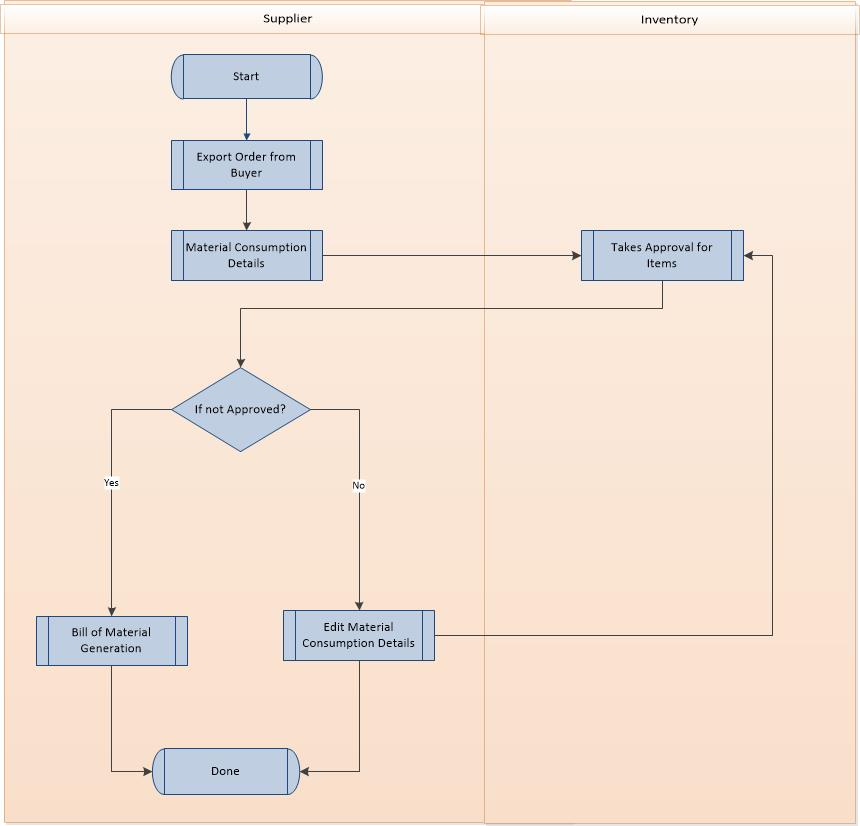 Supplier
Inventory
Start
Export Order from
Buyer
Material Consumption
Details
Takes Approval for
Items
If not Approved?
Yes
No
Bill of Material
Generation
Edit Material
Consumption Details
Done